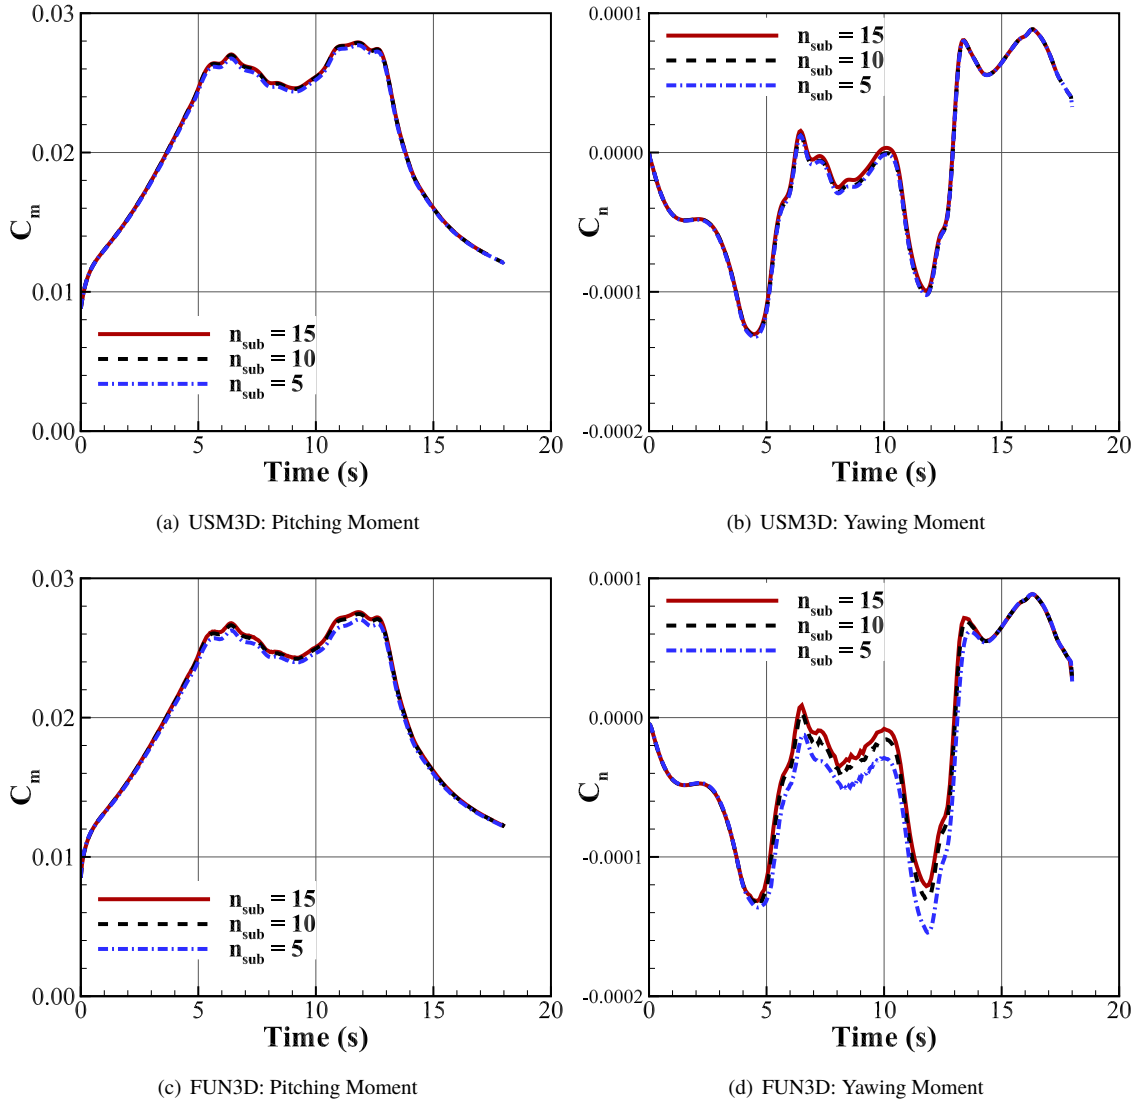 0.03
0.02
0.01
0.00
C_m
n_sub = 15
n_sub = 10
n_sub = 5
0 5 10 15 20
Time (s)
(a) USM3D: Pitching Moment
0.0001
0.0000
-0.0001
-0.0002
C_n
n_sub = 15
n_sub = 10
n_sub = 5
0 5 10 15 20
Time (s)
(b) USM3D: Yawing Moment
0.03
0.02
0.01
0.00
C_m
n_sub = 15
n_sub = 10
n_sub = 5
0 5 10 15 20
Time (s)
(c) FUN3D: Pitching Moment
0.0001
0.0000
-0.0001
-0.0002
C_n
n_sub = 15
n_sub = 10
n_sub = 5
0 5 10 15 20
Time (s)
(d) FUN3D: Yawing Moment